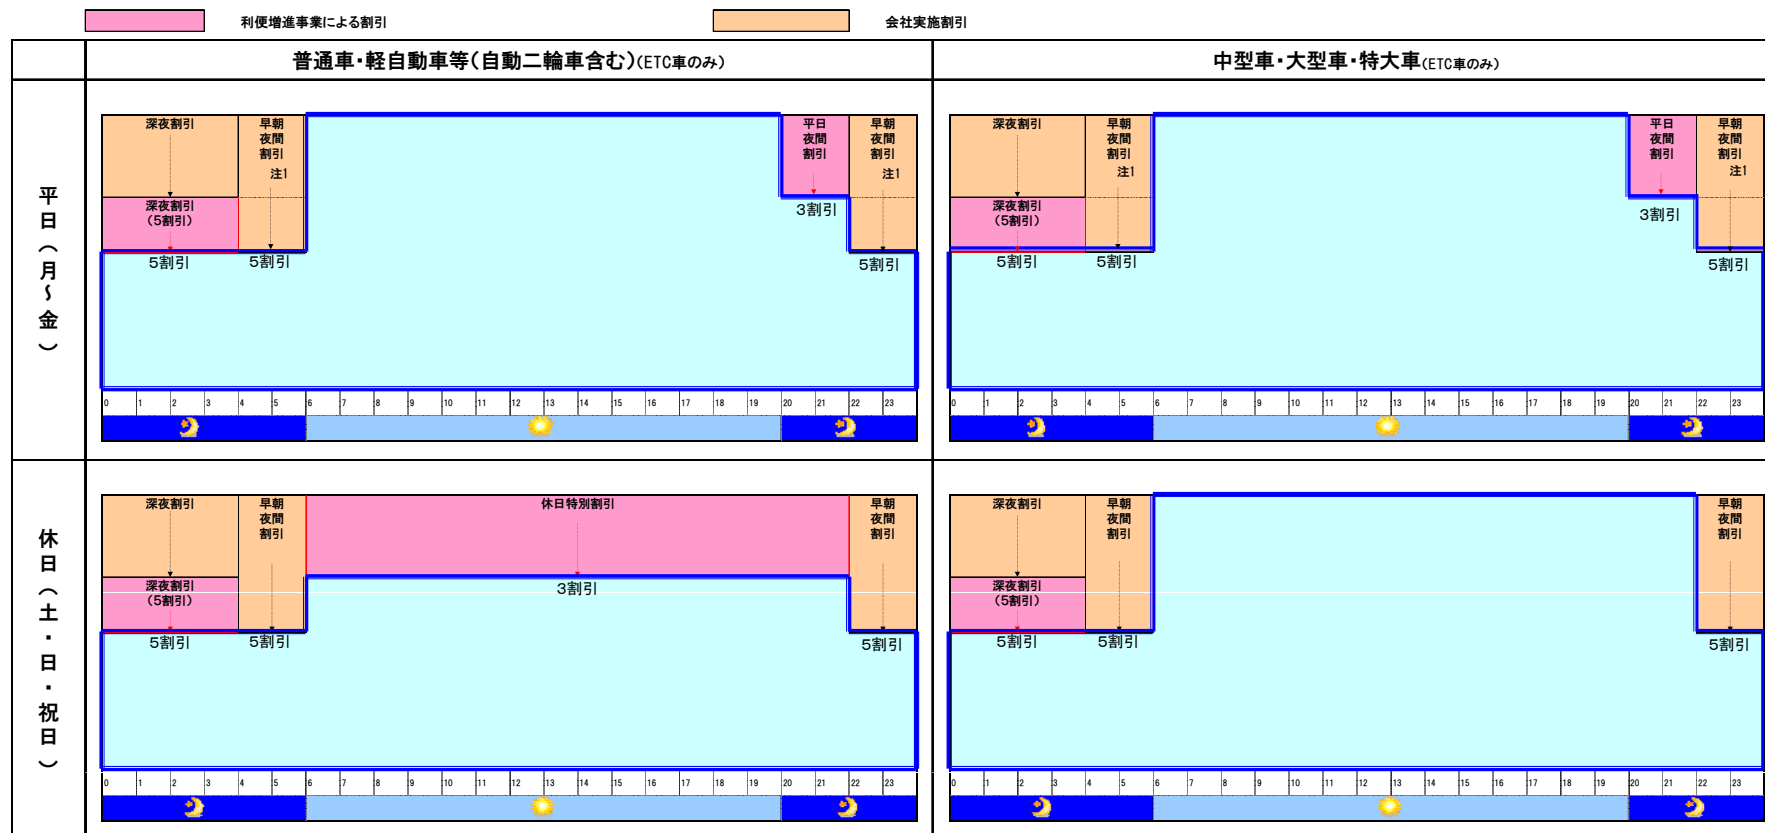 利便増進事業による割引
会社実施割引
普通車・軽自動車等(自動二輪車含む)(ETC車のみ)
中型車・大型車・特大車(ETC車のみ)
平日(月～金)
深夜割引
早朝
夜間
割引
注1
平日
夜間
割引
早朝
夜間
割引
注1
深夜割引
(5割引)
3割引
5割引
5割引
5割引
0 1 2 3 4 5 6 7 8 9 10 11 12 13 14 15 16 17 18 19 20 21 22 23
深夜割引
早朝
夜間
割引
注1
平日
夜間
割引
早朝
夜間
割引
注1
深夜割引
(5割引)
3割引
5割引
5割引
5割引
0 1 2 3 4 5 6 7 8 9 10 11 12 13 14 15 16 17 18 19 20 21 22 23
休日(土・日・祝日)
深夜割引
早朝
夜間
割引
休日特別割引
早朝
夜間
割引
深夜割引
(5割引)
3割引
5割引
5割引
5割引
0 1 2 3 4 5 6 7 8 9 10 11 12 13 14 15 16 17 18 19 20 21 22 23
深夜割引
早朝
夜間
割引
早朝
夜間
割引
深夜割引
(5割引)
5割引
5割引
5割引
0 1 2 3 4 5 6 7 8 9 10 11 12 13 14 15 16 17 18 19 20 21 22 23